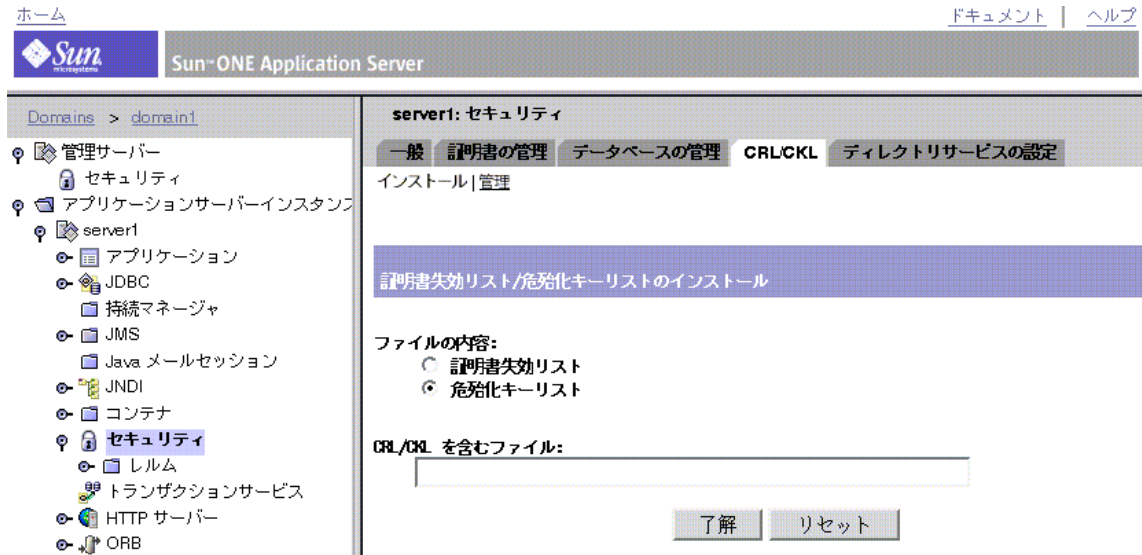 ホーム
ドキュメント | ヘルプ
Sun
microsystems
Sun™ ONE Application Server
Domains > domain1
管理サーバー
セキュリティ
アプリケーションサーバーインスタンス
server1
アプリケーション
JDBC
持続マネージャ
JMS
Java メールセッション
JNDI
コンテナ
セキュリティ
レルム
トランザクションサービス
HTTP サーバー
ORB
server1: セキュリティ
一般 証明書の管理 データベースの管理 CRL/CKL ディレクトリサービスの設定
インストール | 管理
証明書失効リスト/危殆化キーリストのインストール
ファイルの内容:
証明書失効リスト
危殆化キーリスト
CRL/CKL を含むファイル:
了解 リセット